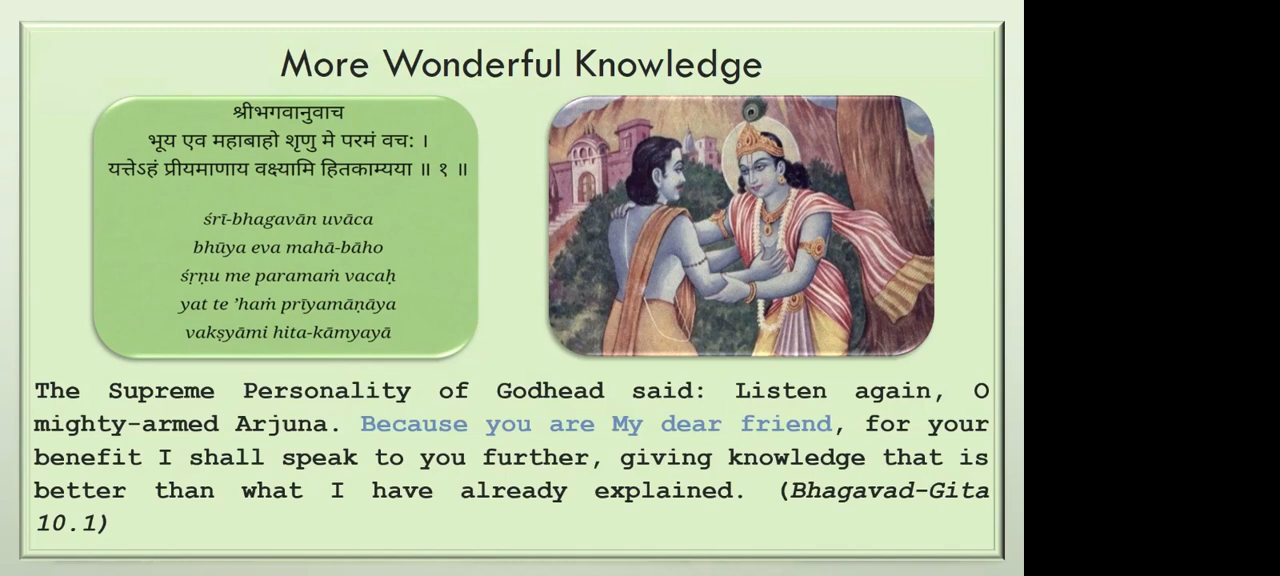 More Wonderful Knowledge
श्रीभगवानुवाच
भूय एव महाबाहो शृणु मे परमं वच: ।
यत्तेऽहं प्रीयमाणाय वक्ष्यामि हितकाम्यया ॥ १ ॥
śrī-bhagavān uvāca
bhūya eva mahā-bāho
śṛṇu me paramaṁ vacaḥ
yat te ’haṁ prīyamāṇāya
vakṣyāmi hita-kāmyayā
The Supreme Personality of Godhead said: Listen again, O
mighty-armed Arjuna. Because you are My dear friend, for your
benefit I shall speak to you further, giving knowledge that is
better than what I have already explained. (Bhagavad-Gita
10.1)